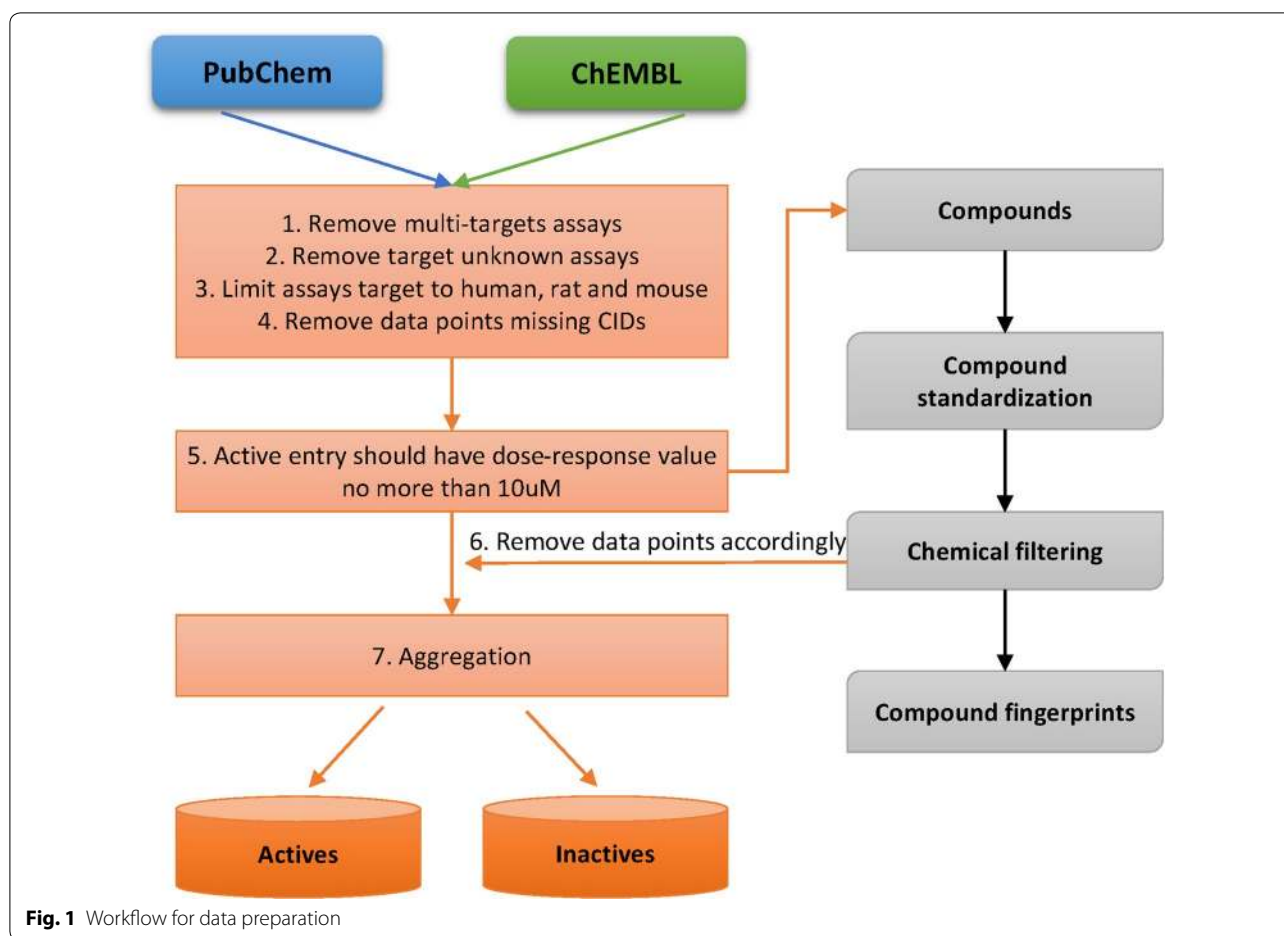 PubChem
ChEMBL
1. Remove multi-targets assays
2. Remove target unknown assays
3. Limit assays target to human, rat and mouse
4. Remove data points missing CIDs
5. Active entry should have dose-response value
no more than 10uM
6. Remove data points accordingly
7. Aggregation
Actives
Inactives
Compounds
Compound
standardization
Chemical filtering
Compound fingerprints
Fig. 1 Workflow for data preparation